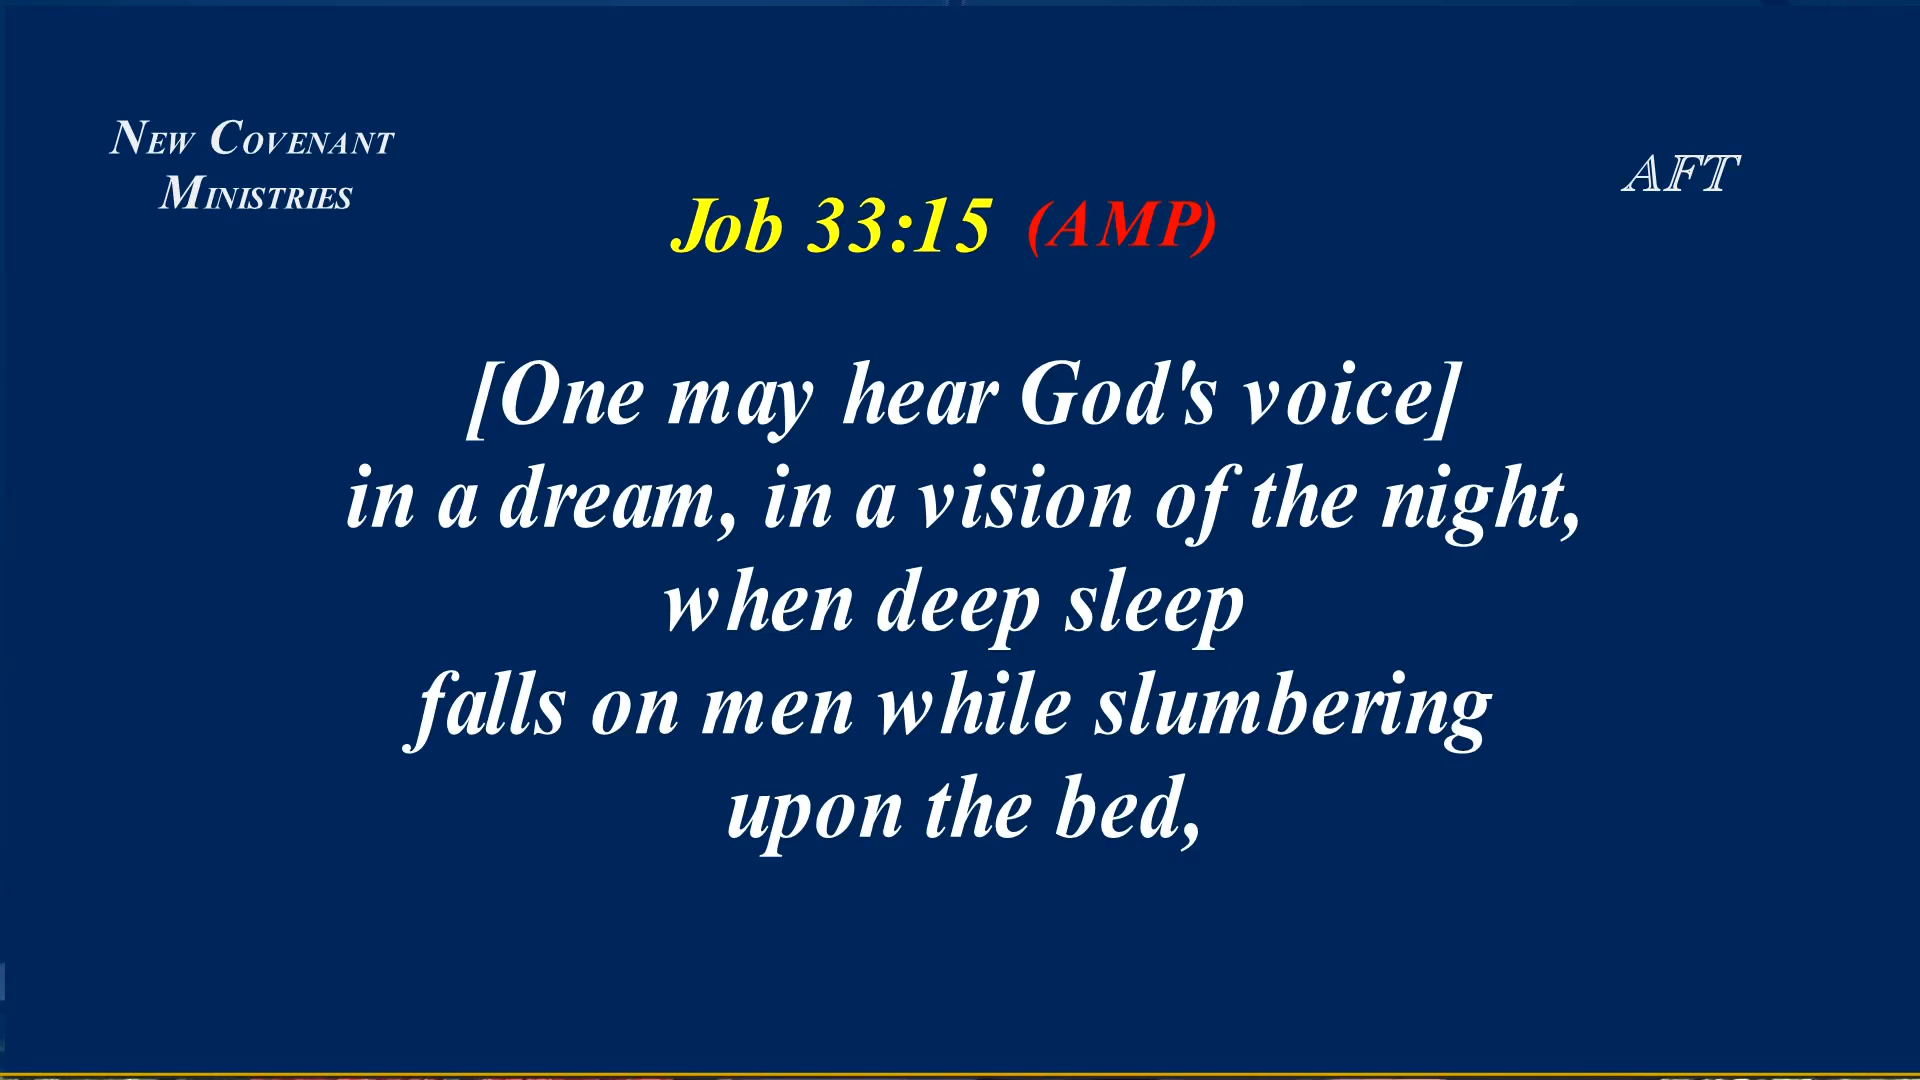 NEW COVENANT
MINISTRIES
AFT
Job 33:15 (AMP)
[One may hear God's voice]
in a dream, in a vision of the night,
when deep sleep
falls on men while slumbering
upon the bed,